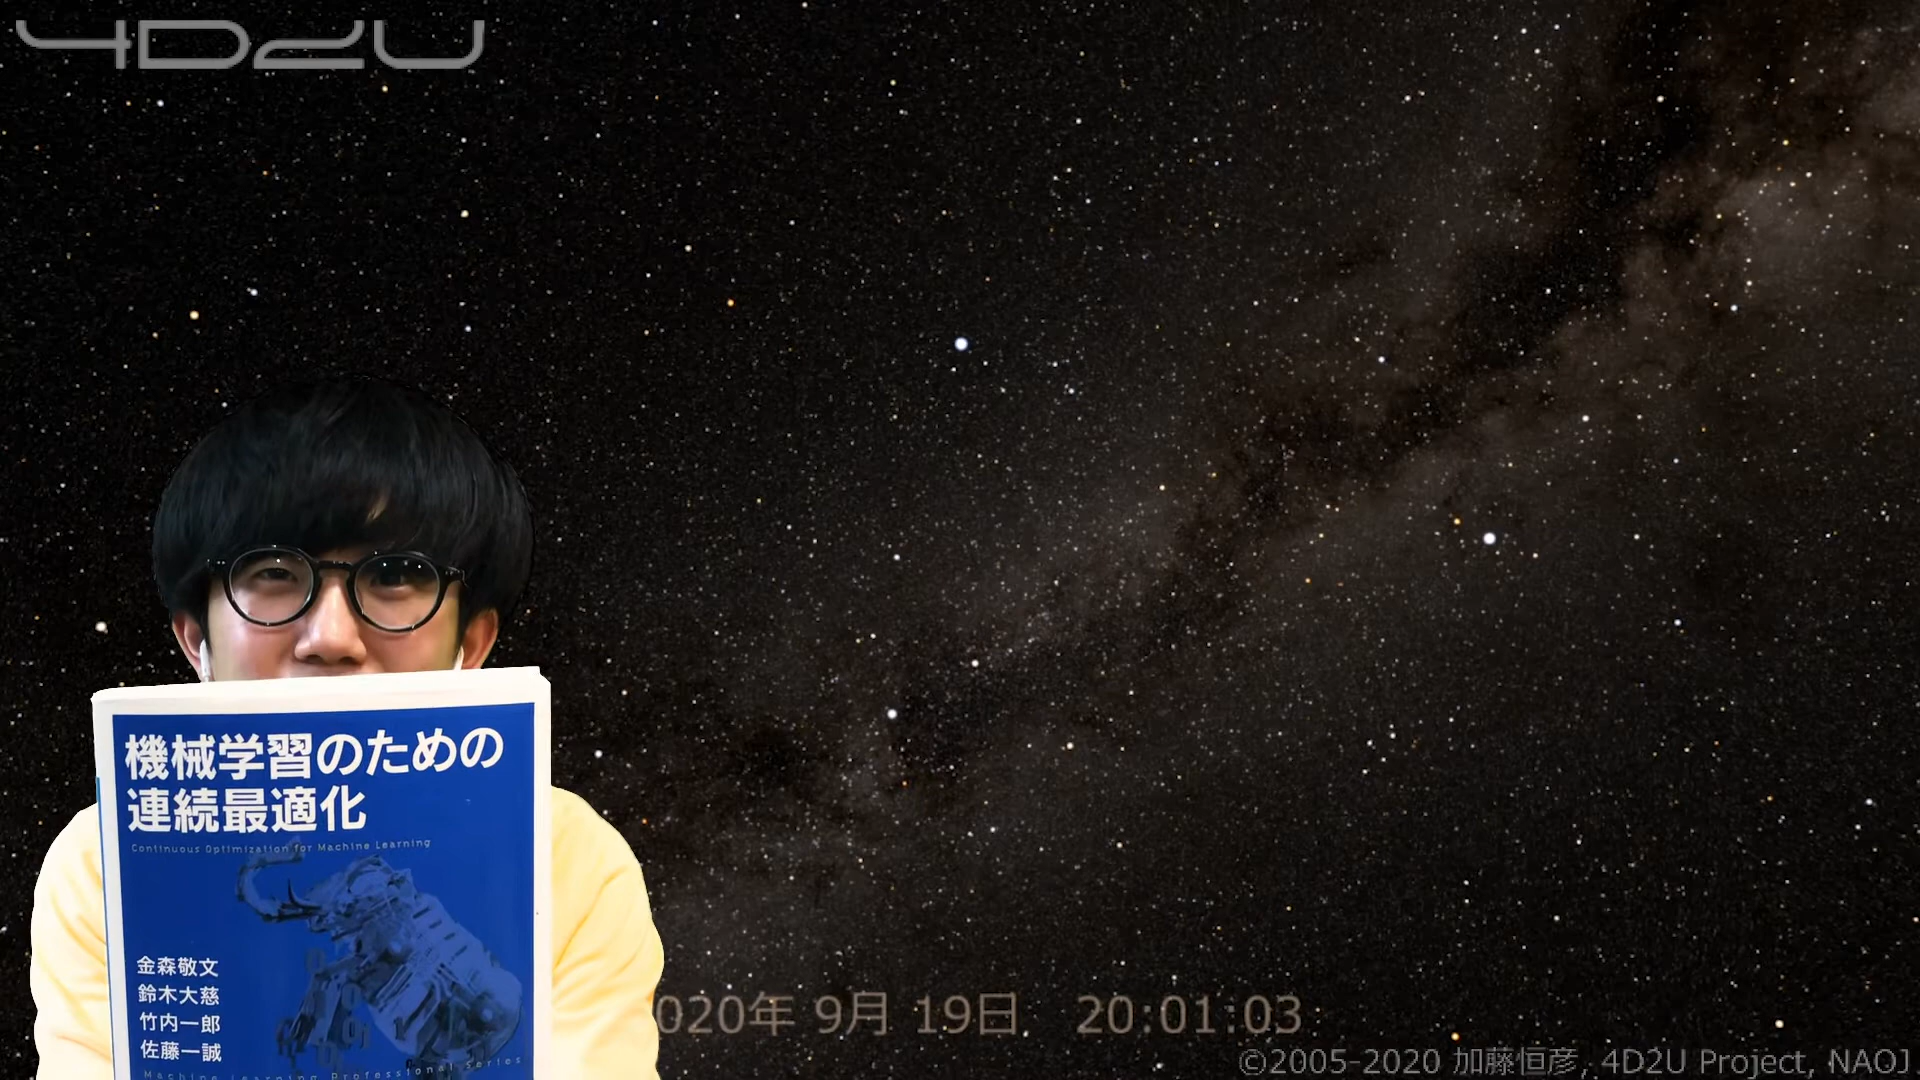 4D2U
機械学習のための
連続最適化
Continuous Optimization for Machine Learning
金森敬文
鈴木大慈
竹内一郎
佐藤一誠
Machine Learning Professional Series
020年 9月 19日 20:01:03
©2005-2020 加藤恒彦, 4D2U Project, NAOJ